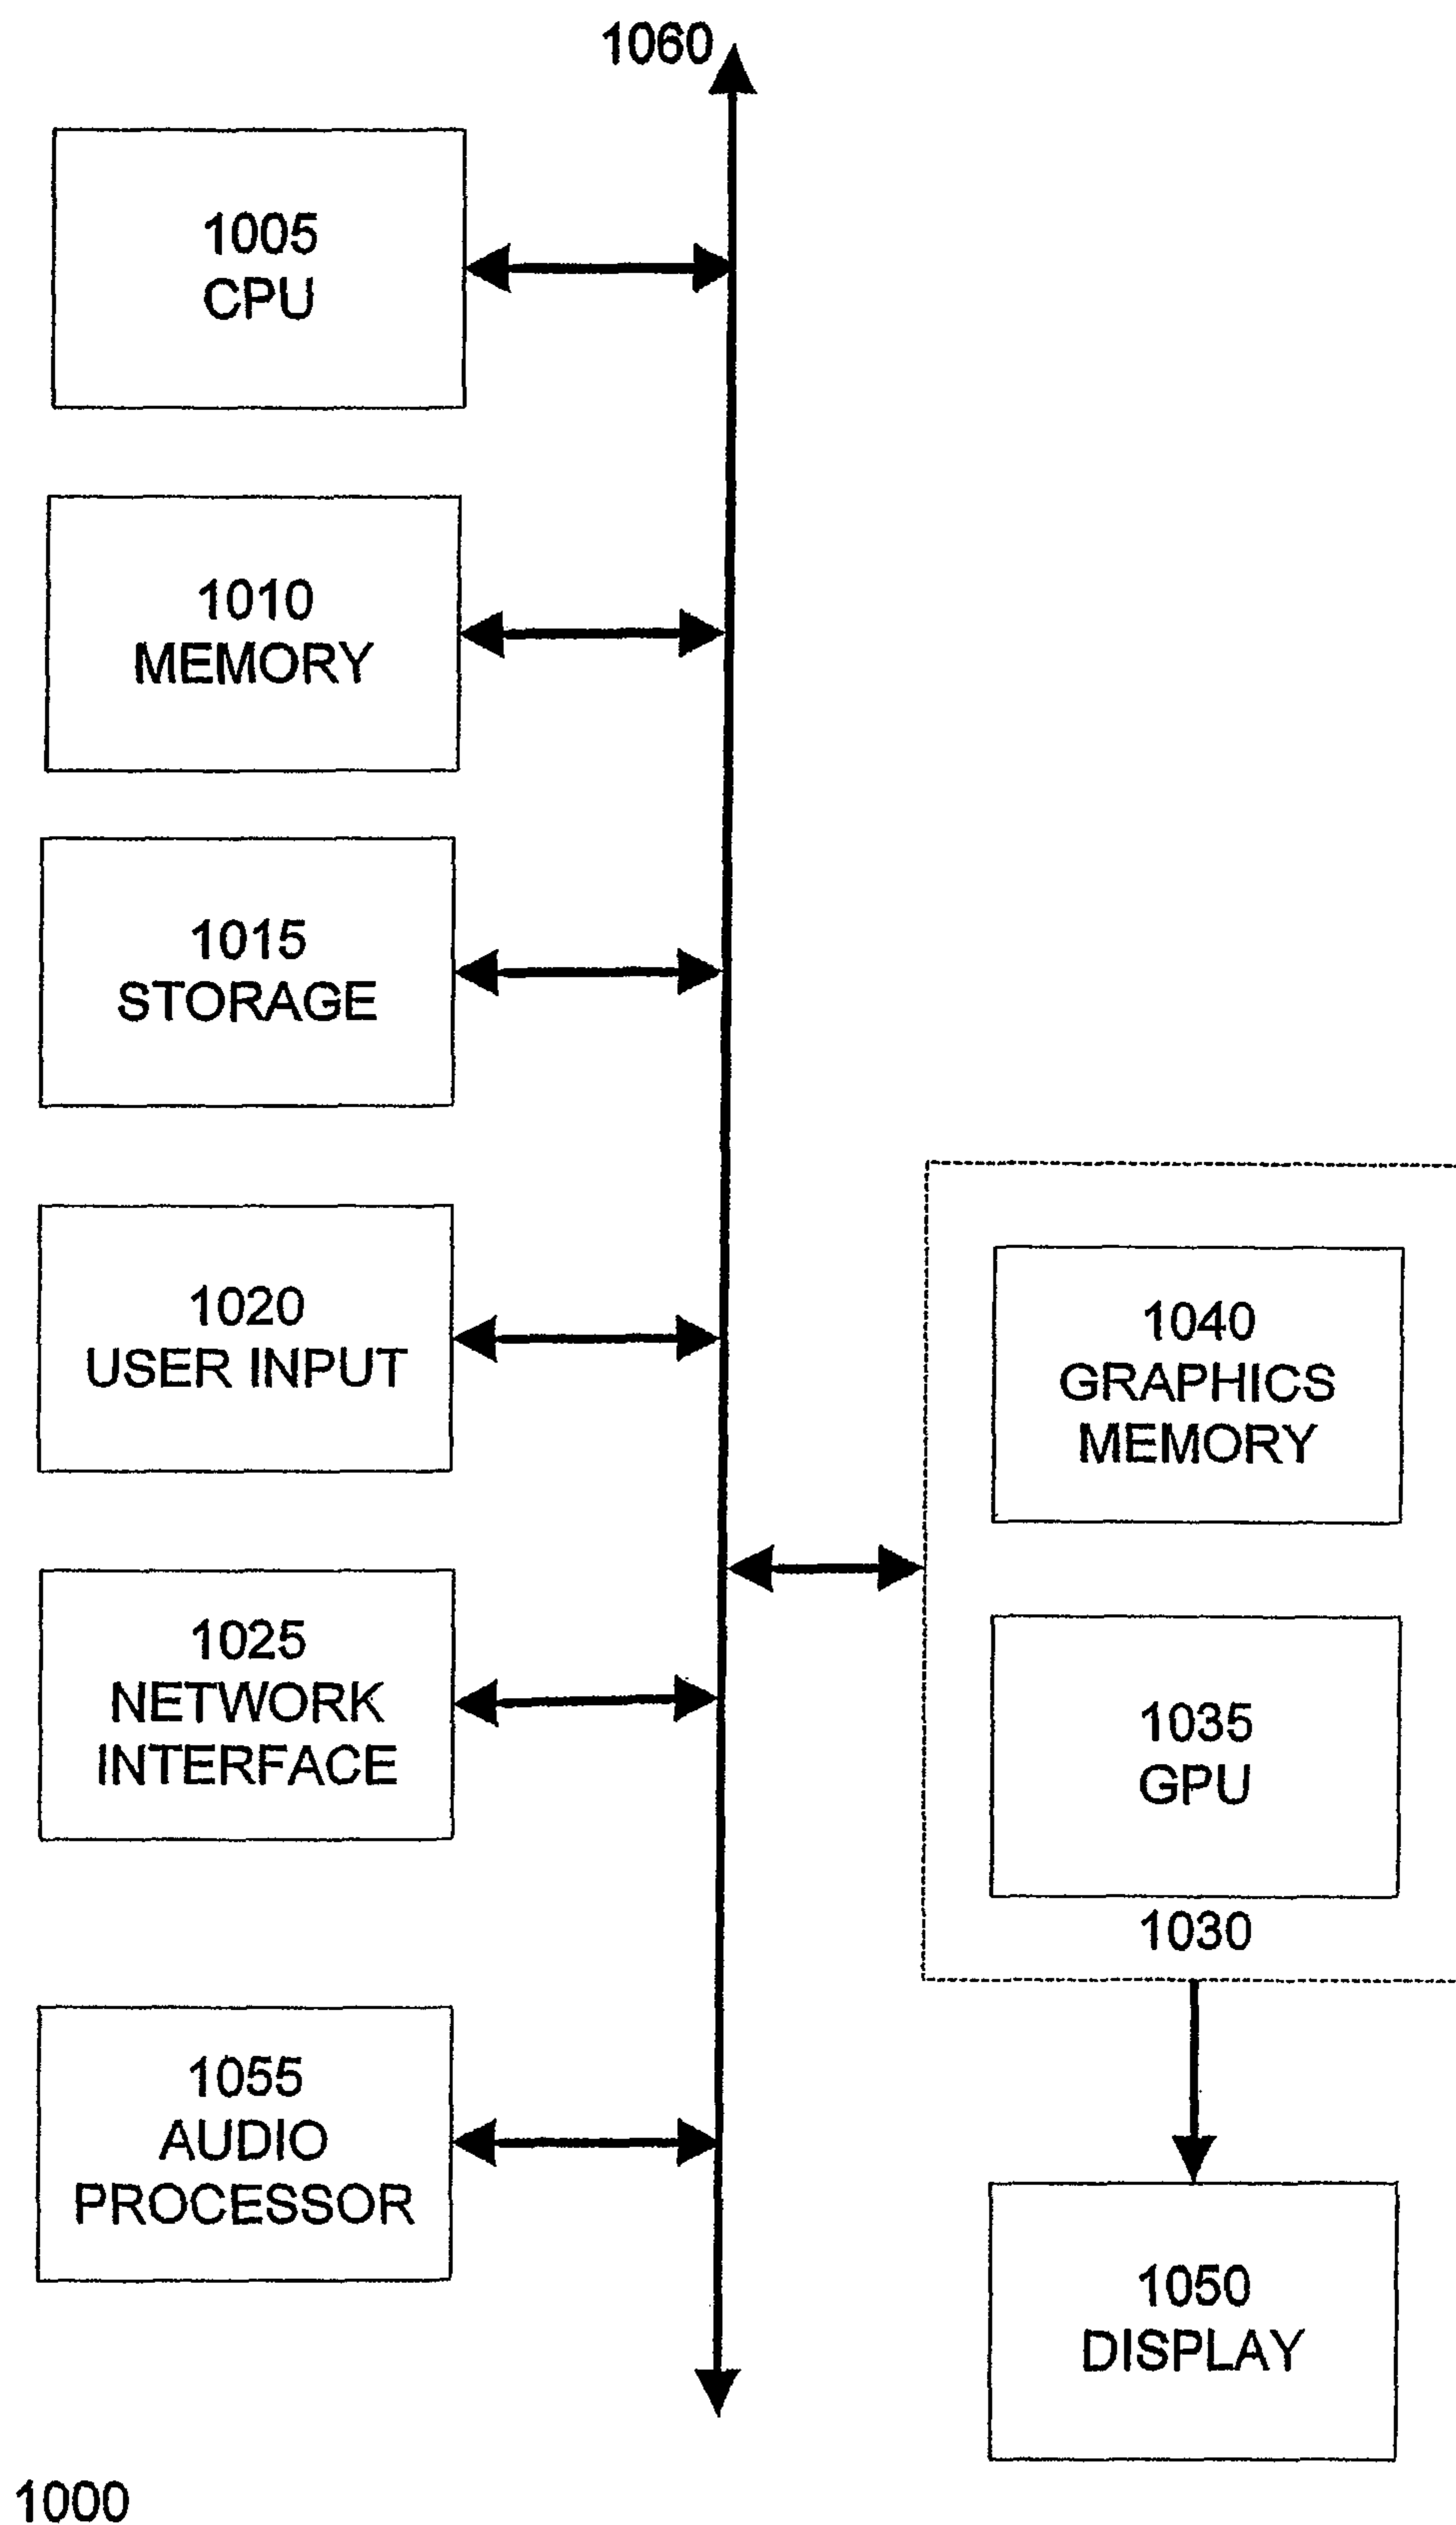 1060
1005
CPU
1010
MEMORY
1015
STORAGE
1020
USER INPUT
1025
NETWORK
INTERFACE
1055
AUDIO
PROCESSOR
1040
GRAPHICS
MEMORY
1035
GPU
1030
1050
DISPLAY
1000